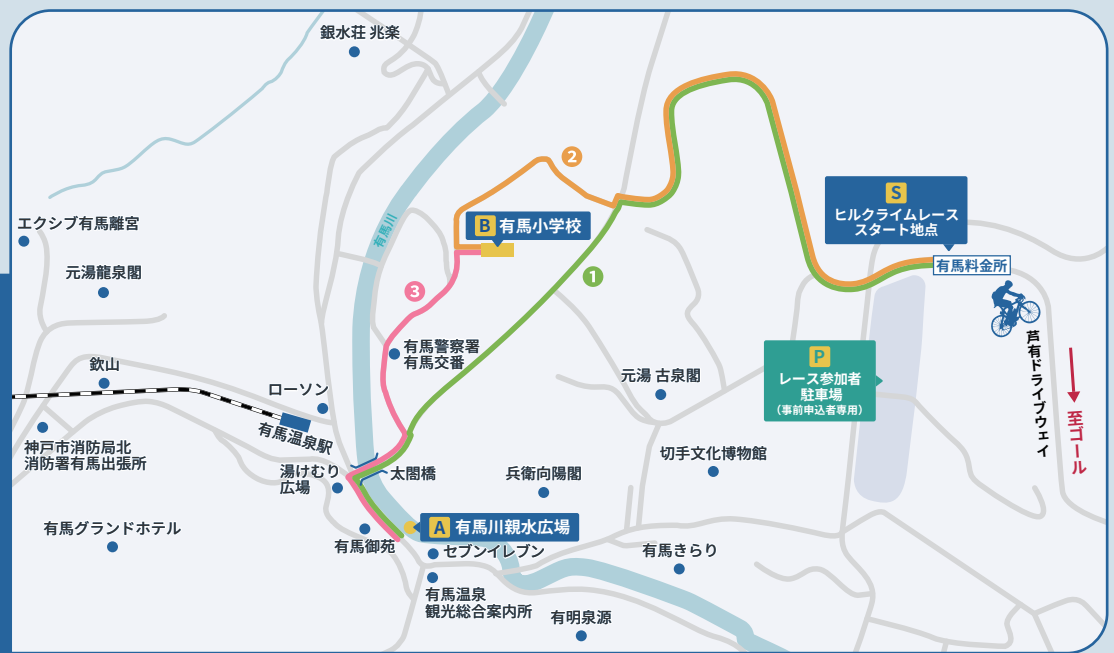 銀水荘 兆楽
2
S
ヒルクライムレース
スタート地点
エクシブ有馬離宮
有馬川
B 有馬小学校
有馬料金所
元湯龍泉閣
1
3
芦有ドライブウェイ
有馬警察署
有馬交番
P
レース参加者
駐車場
(事前申込者専用)
欽山
ローソン
元湯 古泉閣
至ゴール
有馬温泉駅
神戸市消防局北
消防署有馬出張所
湯けむり
広場
太閤橋
兵衛向陽閣
切手文化博物館
有馬グランドホテル
A 有馬川親水広場
有馬御苑
セブンイレブン
有馬きらり
有馬温泉
観光総合案内所
有明泉源